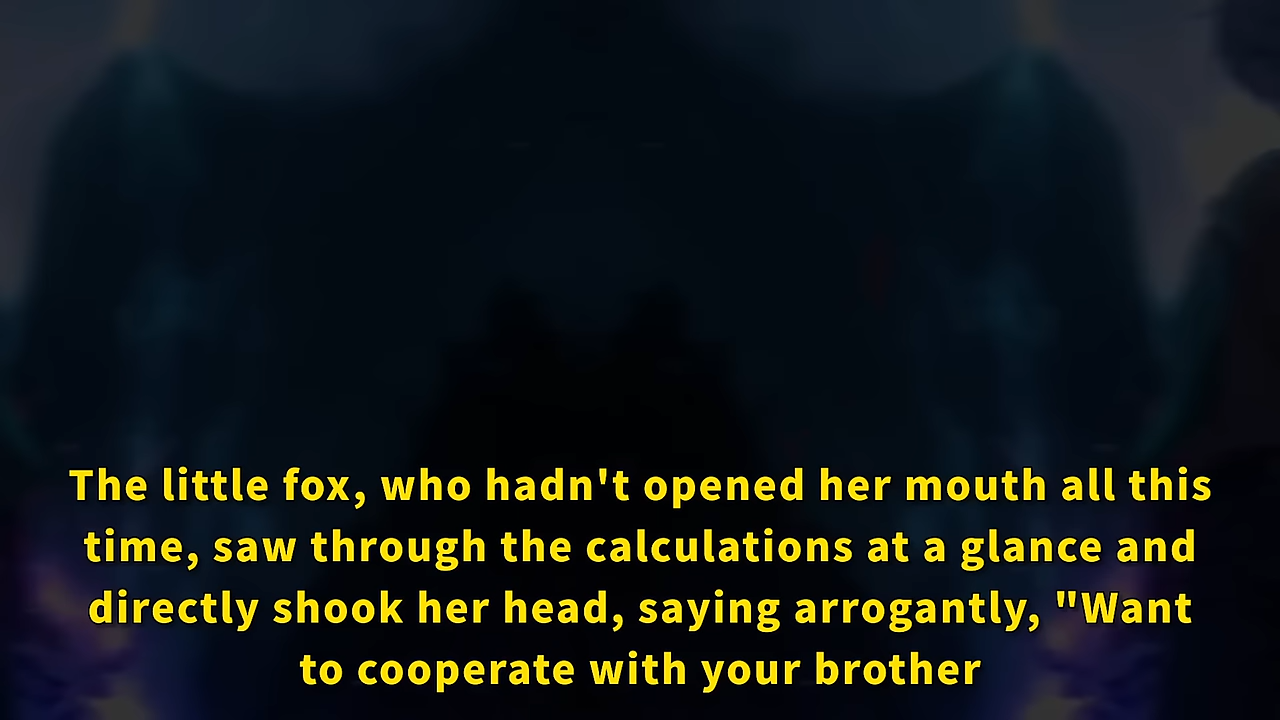 The little fox, who hadn't opened her mouth all this
time, saw through the calculations at a glance and
directly shook her head, saying arrogantly, "Want
to cooperate with your brother